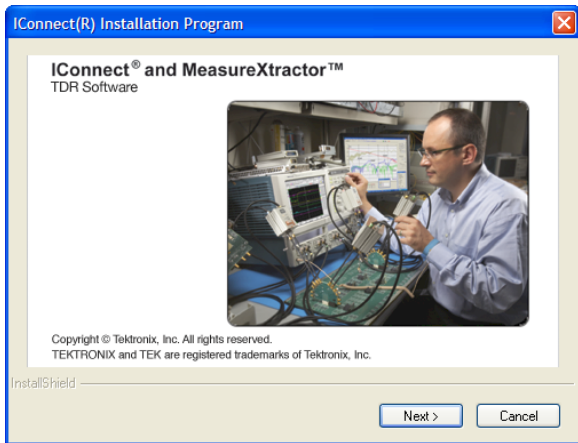 IConnect(R) Installation Program
IConnect® and MeasureXtractor™
TDR Software
Copyright © Tektronix, Inc. All rights reserved.
TEKTRONIX and TEK are registered trademarks of Tektronix, Inc.
InstallShield
Next >
Cancel